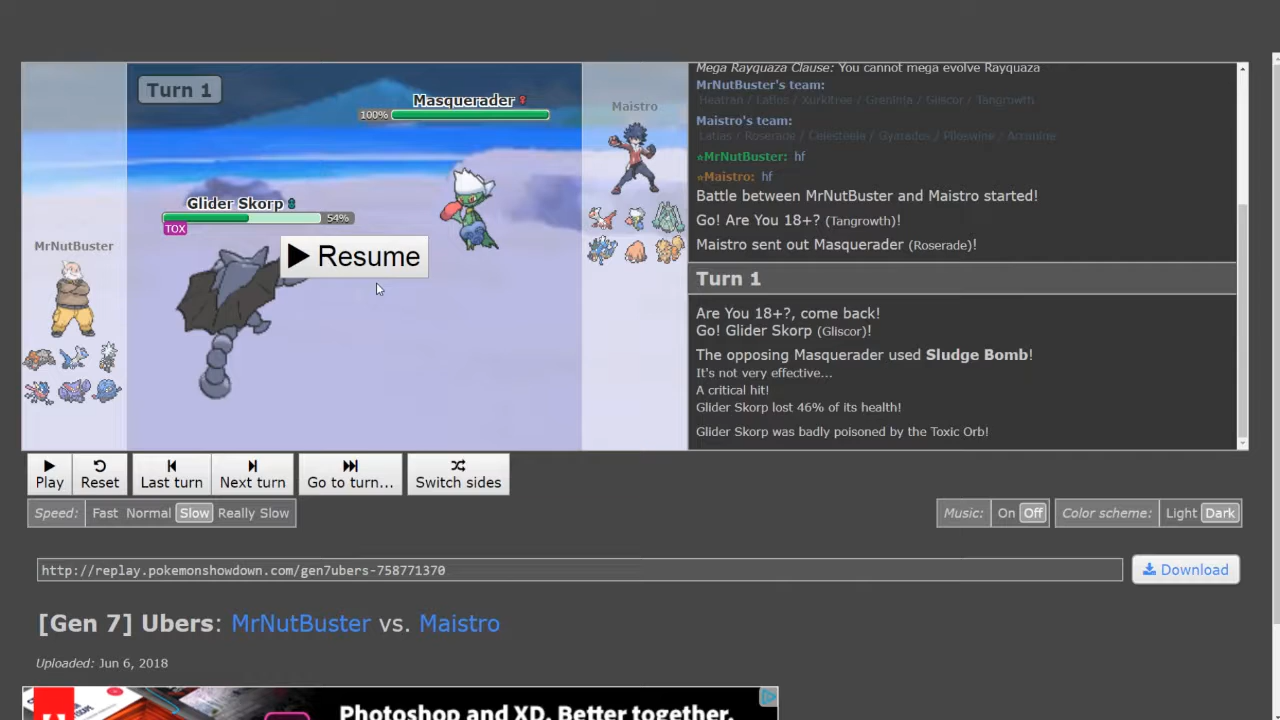 Turn 1
Masquerader
100%
Glider Skorp
54%
TOX
Resume
MrNutBuster
Maistro
Mega Rayquaza Clause: You cannot mega evolve Rayquaza
MrNutBuster's team:
Heatran / Latios / Xurkitree / Greninja / Gliscor / Tangrowth
Maistro's team:
Latias / Roserade / Celesteela / Gyarados / Piloswine / Arcanine
☆MrNutBuster: hf
☆Maistro: hf
Battle between MrNutBuster and Maistro started!
Go! Are You 18+? (Tangrowth)!
Maistro sent out Masquerader (Roserade)!
Turn 1
Are You 18+?, come back!
Go! Glider Skorp (Gliscor)!
The opposing Masquerader used Sludge Bomb!
It's not very effective...
A critical hit!
Glider Skorp lost 46% of its health!
Glider Skorp was badly poisoned by the Toxic Orb!
Play Reset Last turn Next turn Go to turn... Switch sides
Speed: Fast Normal Slow Really Slow
Music: On Off Color scheme: Light Dark
http://replay.pokemonshowdown.com/gen7ubers-758771370
Download
[Gen 7] Ubers: MrNutBuster vs. Maistro
Uploaded: Jun 6, 2018
Photoshop and XD. Better together.